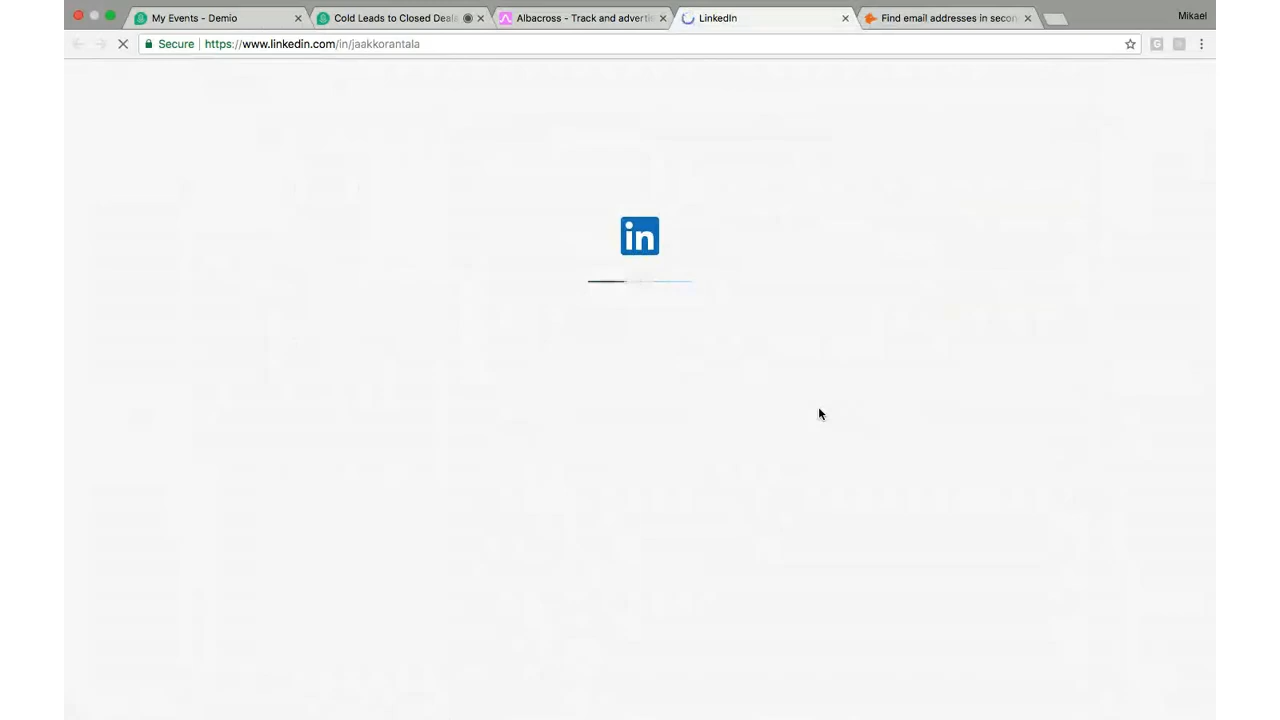 My Events - Demio
Cold Leads to Closed Deals
Albacross - Track and adverti
LinkedIn
Find email addresses in secon
Mikael
Secure
https://www.linkedin.com/in/jaakkorantala
in